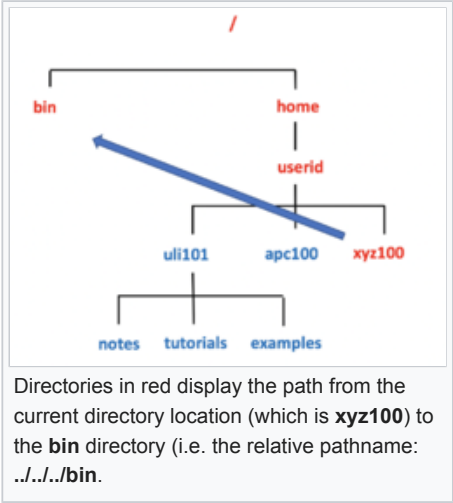 /
bin home
userid
uli101 apc100 xyz100
notes tutorials examples
Directories in red display the path from the
current directory location (which is xyz100) to
the bin directory (i.e. the relative pathname:
../../../bin.